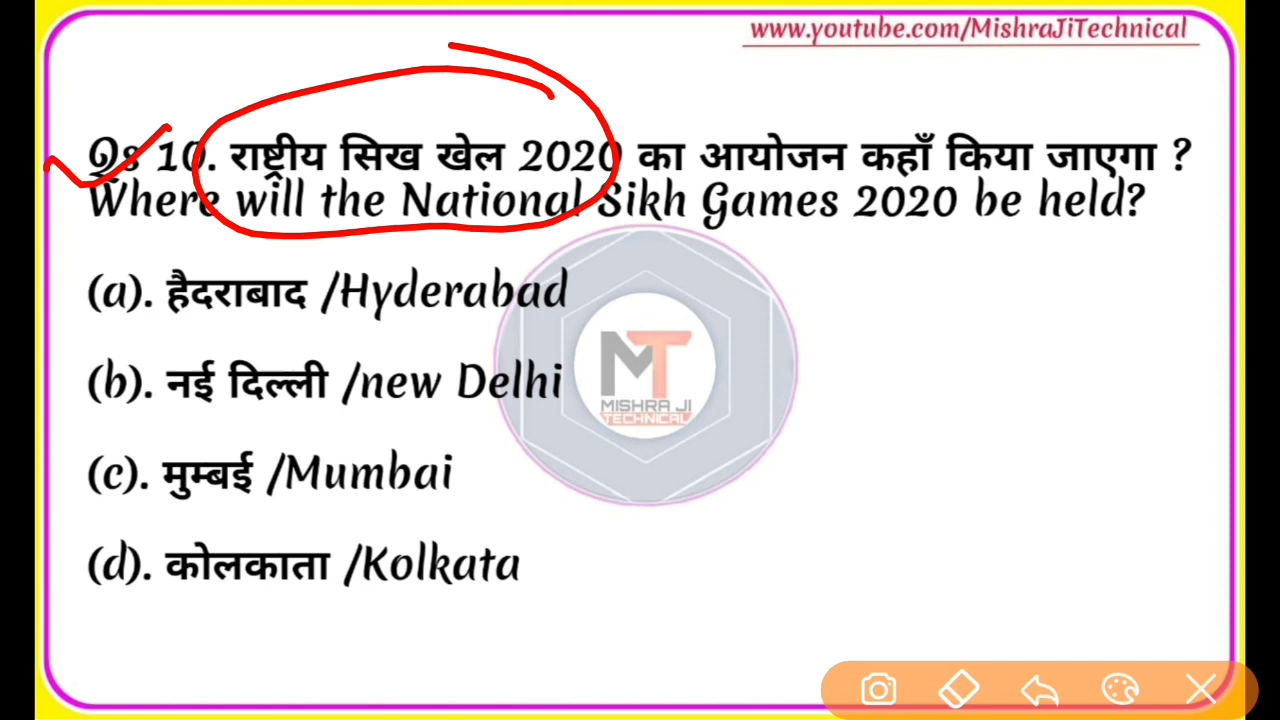 www.youtube.com/MishraJiTechnical
Qs 10. राष्ट्रीय सिख खेल 2020 का आयोजन कहाँ किया जाएगा ?
Where will the National Sikh Games 2020 be held?
(a). हैदराबाद /Hyderabad
(b). नई दिल्ली /new Delhi
MT
MISHRA JI
TECHNICAL
(c). मुम्बई /Mumbai
(d). कोलकाता /Kolkata